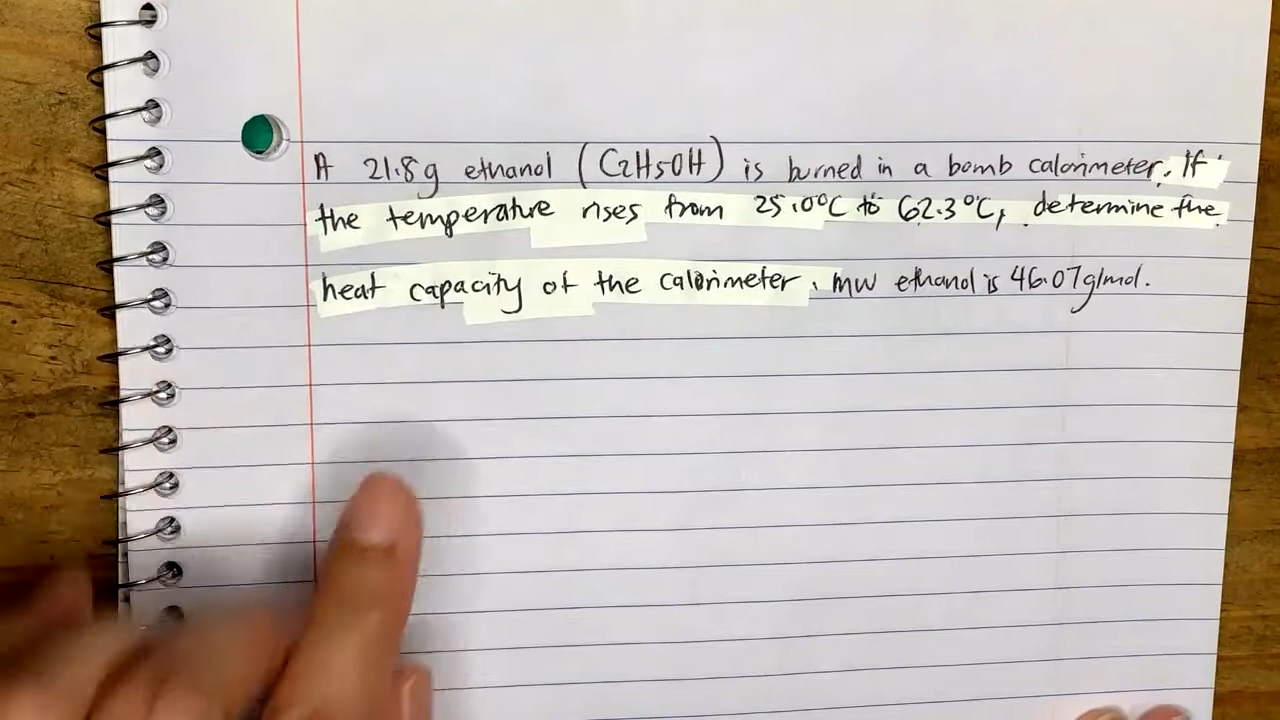 A 21.8g ethanol (C2H5OH) is burned in a bomb calorimeter. If
the temperature rises from 25.0°C to 62.3°C, determine the
heat capacity of the calorimeter. MW ethanol is 46.07g/mol.